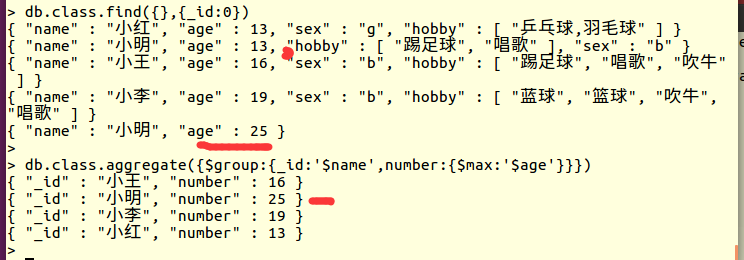 > db.class.find({},{_id:0})
{ "name" : "小红", "age" : 13, "sex" : "g", "hobby" : [ "乒乓球,羽毛球" ] }
{ "name" : "小明", "age" : 13, "hobby" : [ "踢足球", "唱歌" ], "sex" : "b" }
{ "name" : "小王", "age" : 16, "sex" : "b", "hobby" : [ "踢足球", "唱歌", "吹牛"
] }
{ "name" : "小李", "age" : 19, "sex" : "b", "hobby" : [ "蓝球", "篮球", "吹牛",
"唱歌" ] }
{ "name" : "小明", "age" : 25 }
>
> db.class.aggregate({$group:{_id:'$name',number:{$max:'$age'}}})
{ "_id" : "小王", "number" : 16 }
{ "_id" : "小明", "number" : 25 }
{ "_id" : "小李", "number" : 19 }
{ "_id" : "小红", "number" : 13 }
>